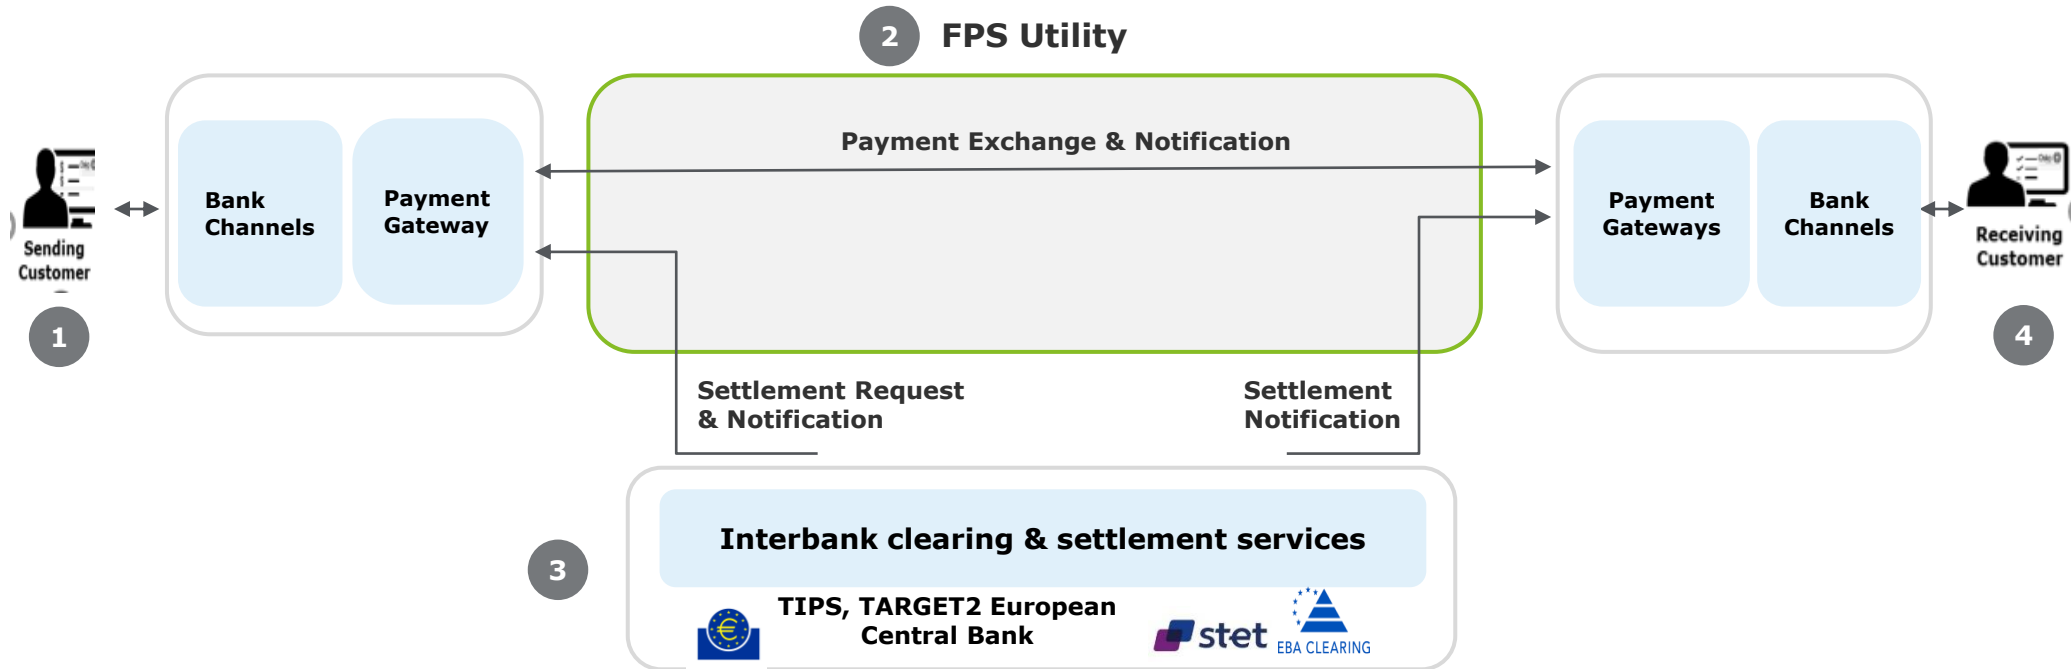 2 FPS Utility
Payment Exchange & Notification
Bank
Channels
Payment
Gateway
Payment
Gateways
Bank
Channels
Sending
Customer
Receiving
Customer
1
4
Settlement Request
& Notification
Settlement
Notification
Interbank clearing & settlement services
3
TIPS, TARGET2 European
Central Bank
stet
EBA CLEARING